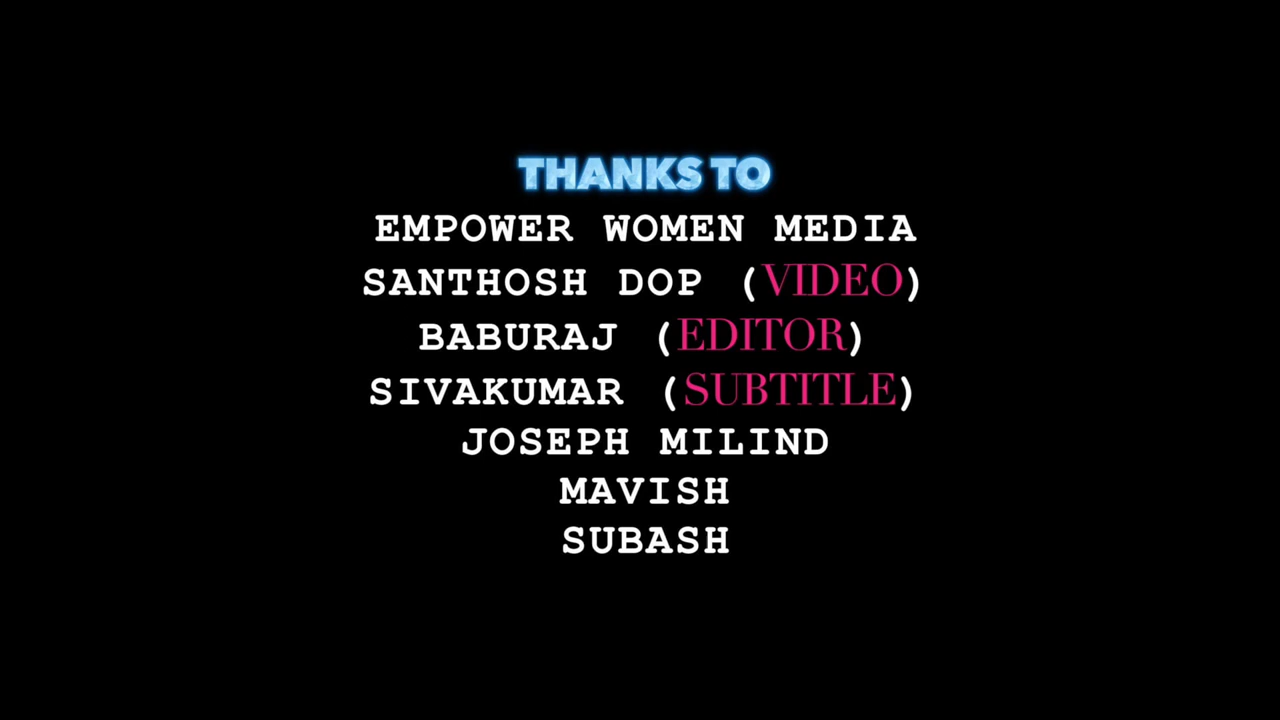 THANKS TO
EMPOWER WOMEN MEDIA
SANTHOSH DOP (VIDEO)
BABURAJ (EDITOR)
SIVAKUMAR (SUBTITLE)
JOSEPH MILIND
MAVISH
SUBASH